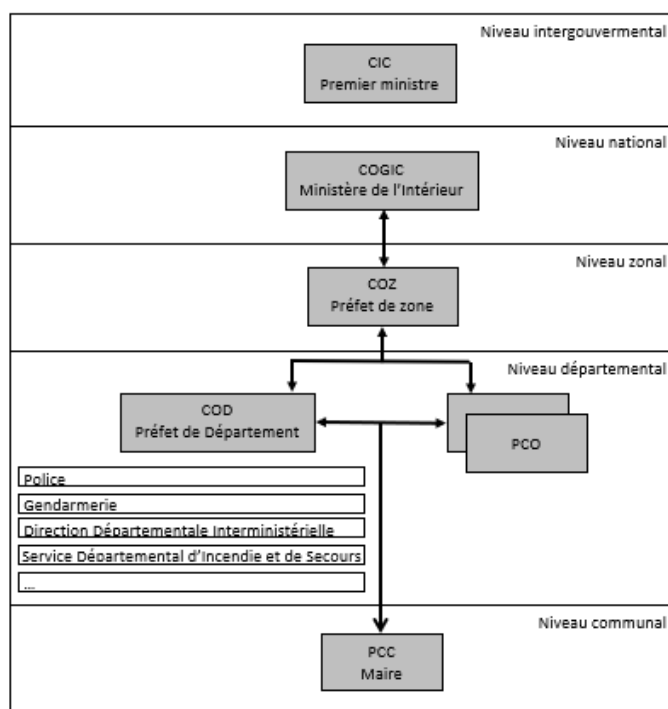 Niveau intergouvermental
CIC
Premier ministre
Niveau national
COGIC
Ministère de l'Intérieur
Niveau zonal
COZ
Préfet de zone
Niveau départemental
COD
Préfet de Département
PCO
Police
Gendarmerie
Direction Départementale Interministérielle
Service Départemental d'Incendie et de Secours
...
Niveau communal
PCC
Maire